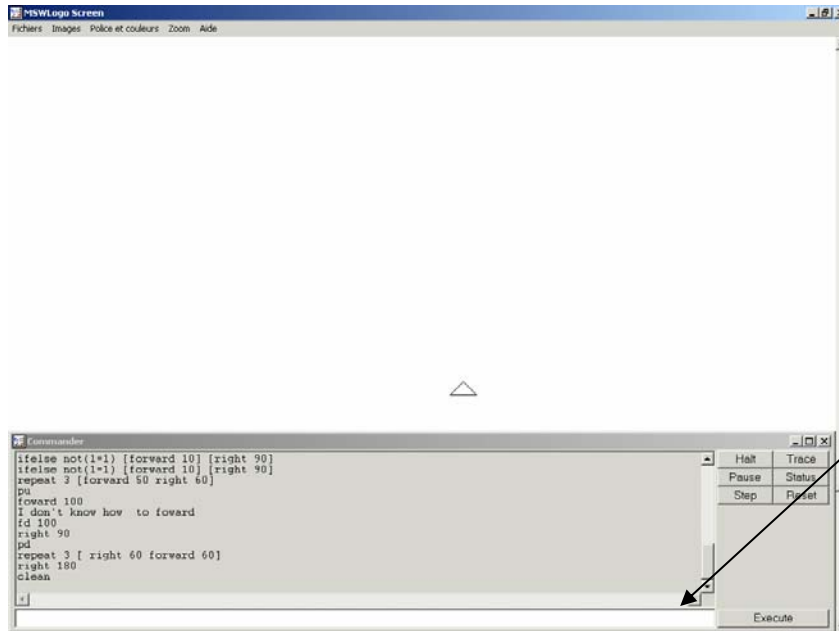 MSWLogo Screen
Fichiers Images Police et couleurs Zoom Aide
Commander
ifelse not(1=1) [forward 10] [right 90]
ifelse not(1=1) [forward 10] [right 90]
repeat 3 [forward 50 right 60]
pu
foward 100
I don't know how  to foward
fd 100
right 90
pd
repeat 3 [ right 60 forward 60]
right 180
clean
Halt Trace
Pause Status
Step Reset
Execute